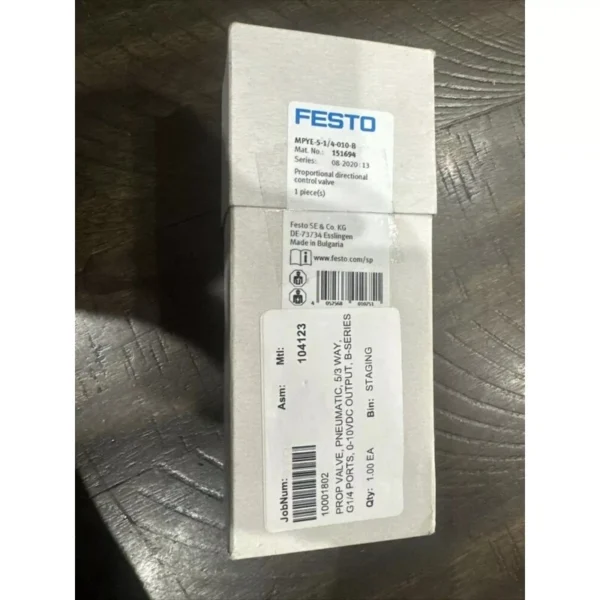 FESTO
MPYE-5-1/4-010-B
Mat. No.: 151694
Series: 08-2020 13
Proportional directional
control valve
1 piece(s)
Festo SE & Co. KG
DE-73734 Esslingen
Made in Bulgaria
www.festo.com/sp
JobNum:
Asm:
Mtl:
104123
10001802
PROP VALVE, PNEUMATIC, 5/3 WAY,
G1/4 PORTS, 0-10VDC OUTPUT, B-SERIES
Qty: 1.00 EA
Bin: STAGING